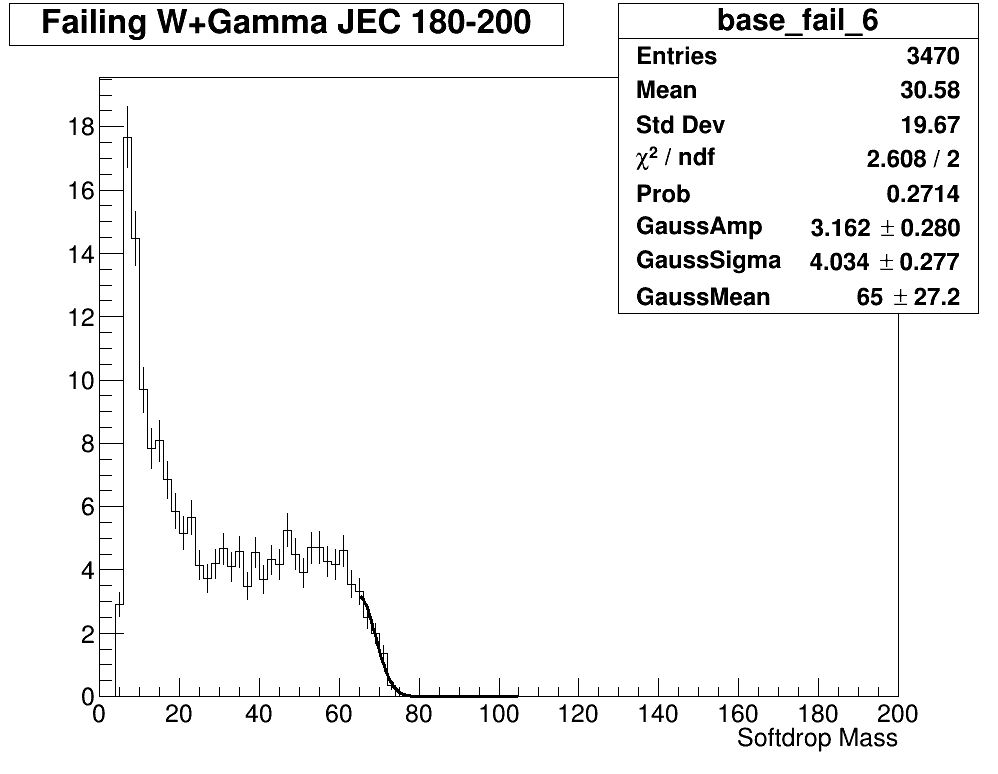 Failing W+Gamma JEC 180-200
base_fail_6
Entries 3470
Mean 30.58
Std Dev 19.67
χ² / ndf 2.608 / 2
Prob 0.2714
GaussAmp 3.162 ± 0.280
GaussSigma 4.034 ± 0.277
GaussMean 65 ± 27.2
18
16
14
12
10
8
6
4
2
0
0 20 40 60 80 100 120 140 160 180 200
Softdrop Mass